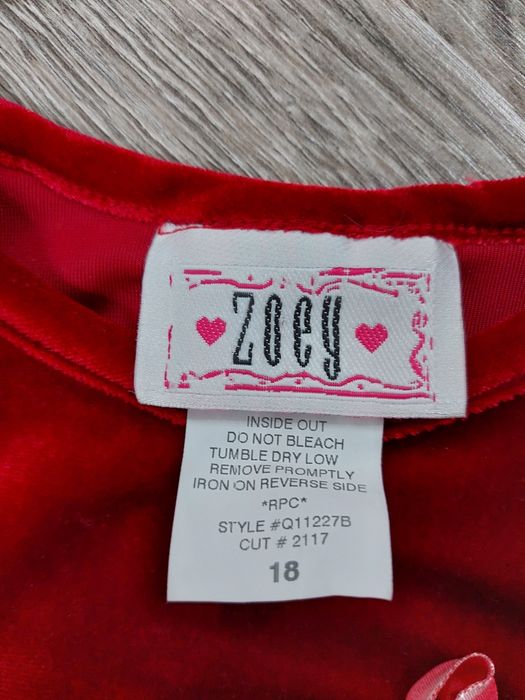 zoey
INSIDE OUT
DO NOT BLEACH
TUMBLE DRY LOW
REMOVE PROMPTLY
IRON ON REVERSE SIDE
*RPC*
STYLE #Q11227B
CUT # 2117
18